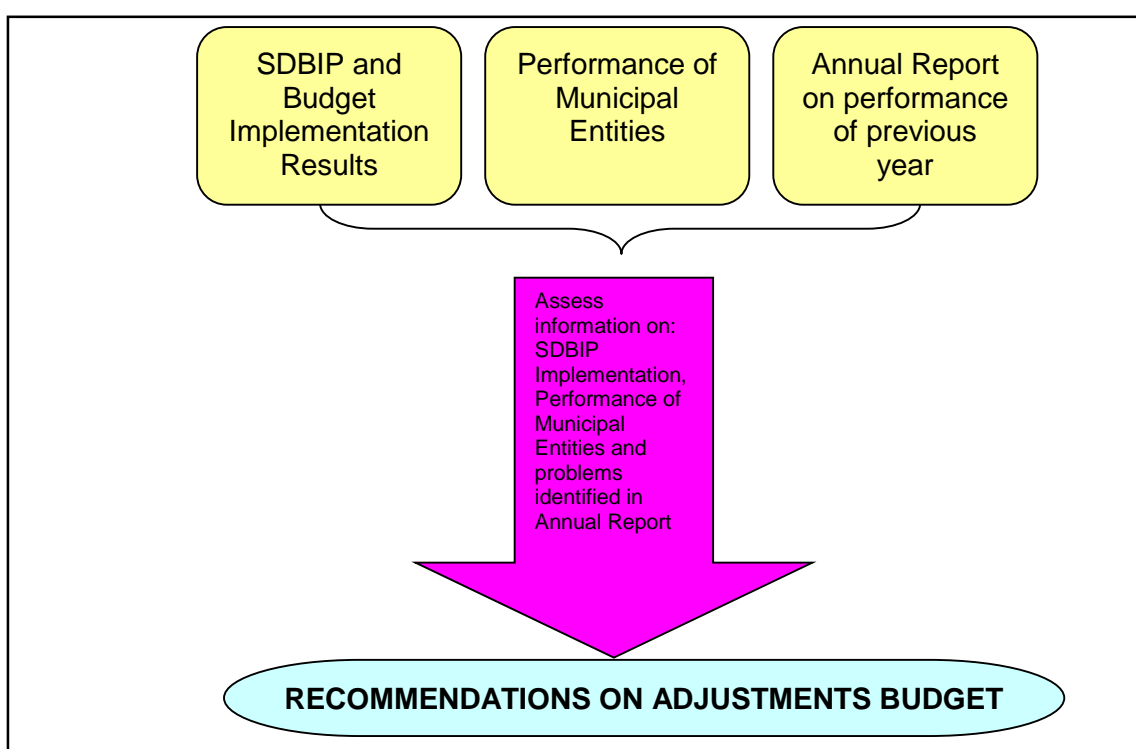 SDBIP and
Budget
Implementation
Results
Performance of
Municipal
Entities
Annual Report
on performance
of previous
year
Assess
information on:
SDBIP
Implementation,
Performance of
Municipal
Entities and
problems
identified in
Annual Report
RECOMMENDATIONS ON ADJUSTMENTS BUDGET